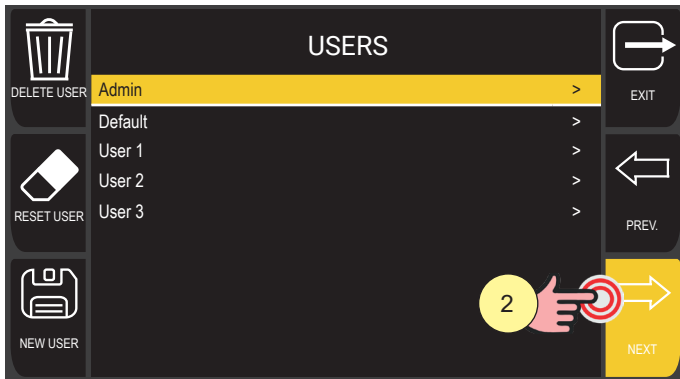 USERS
DELETE USER
Admin >
EXIT
Default >
User 1 >
User 2 >
User 3 >
RESET USER
PREV.
2
NEW USER
NEXT